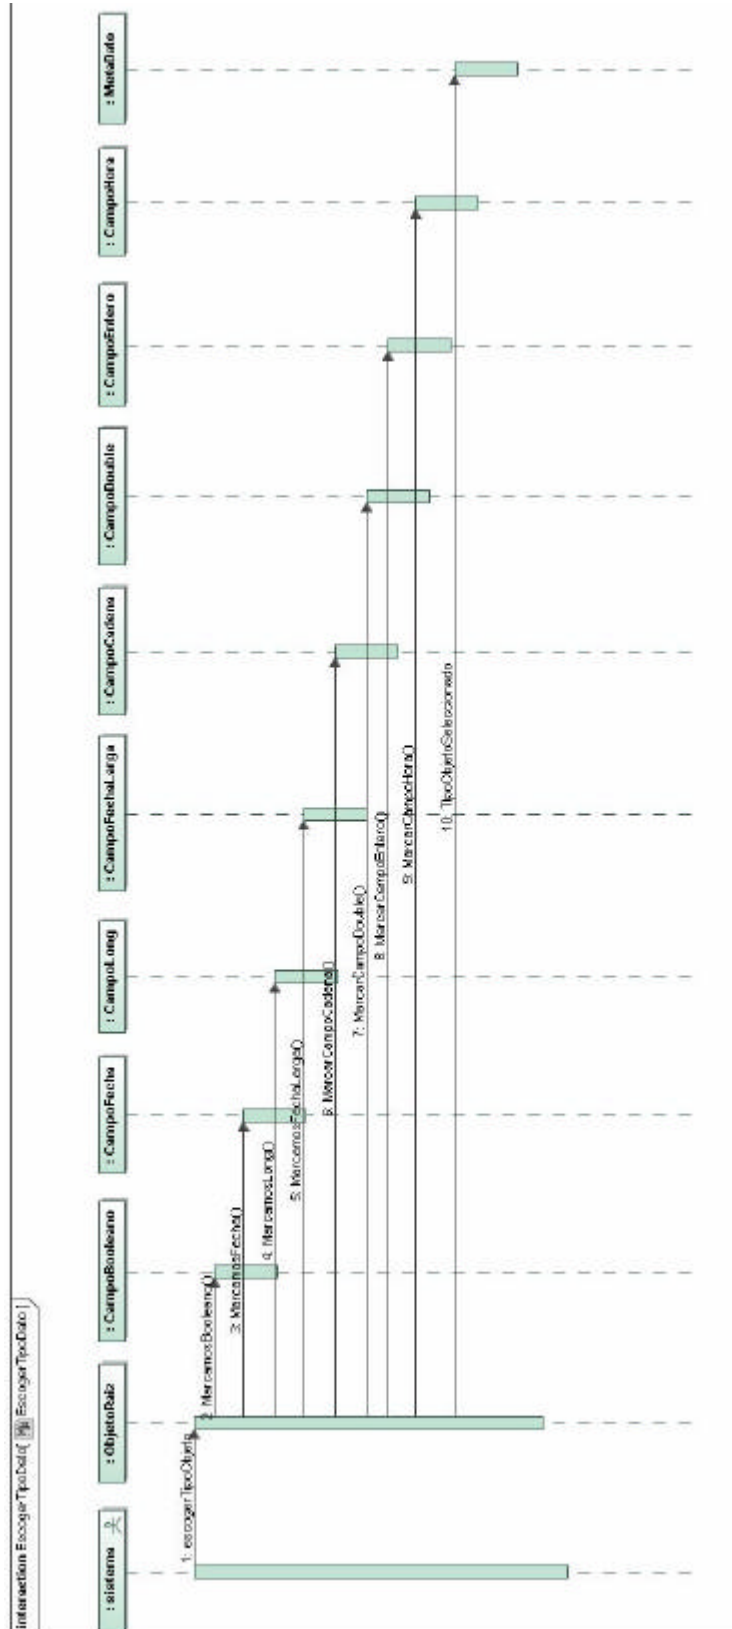 interaction EscogerTipoDato[ EscogerTipoDato ]
: sistema
: ObjetoRaiz
: CampoBooleano
: CampoFecha
: CampoLong
: CampoFechaLarga
: CampoCadena
: CampoDouble
: CampoEntero
: CampoHora
: MetaDato
1: escogerTipoObjeto
2: MarcamosBooleano()
3: MarcamosFecha()
4: MarcamosLong()
5: MarcamosFechaLarga()
6: MarcarCampoCadena()
7: MarcarCampoDouble()
8: MarcarCampoEntero()
9: MarcarCampoHora()
10: TipoObjetoSeleccionado